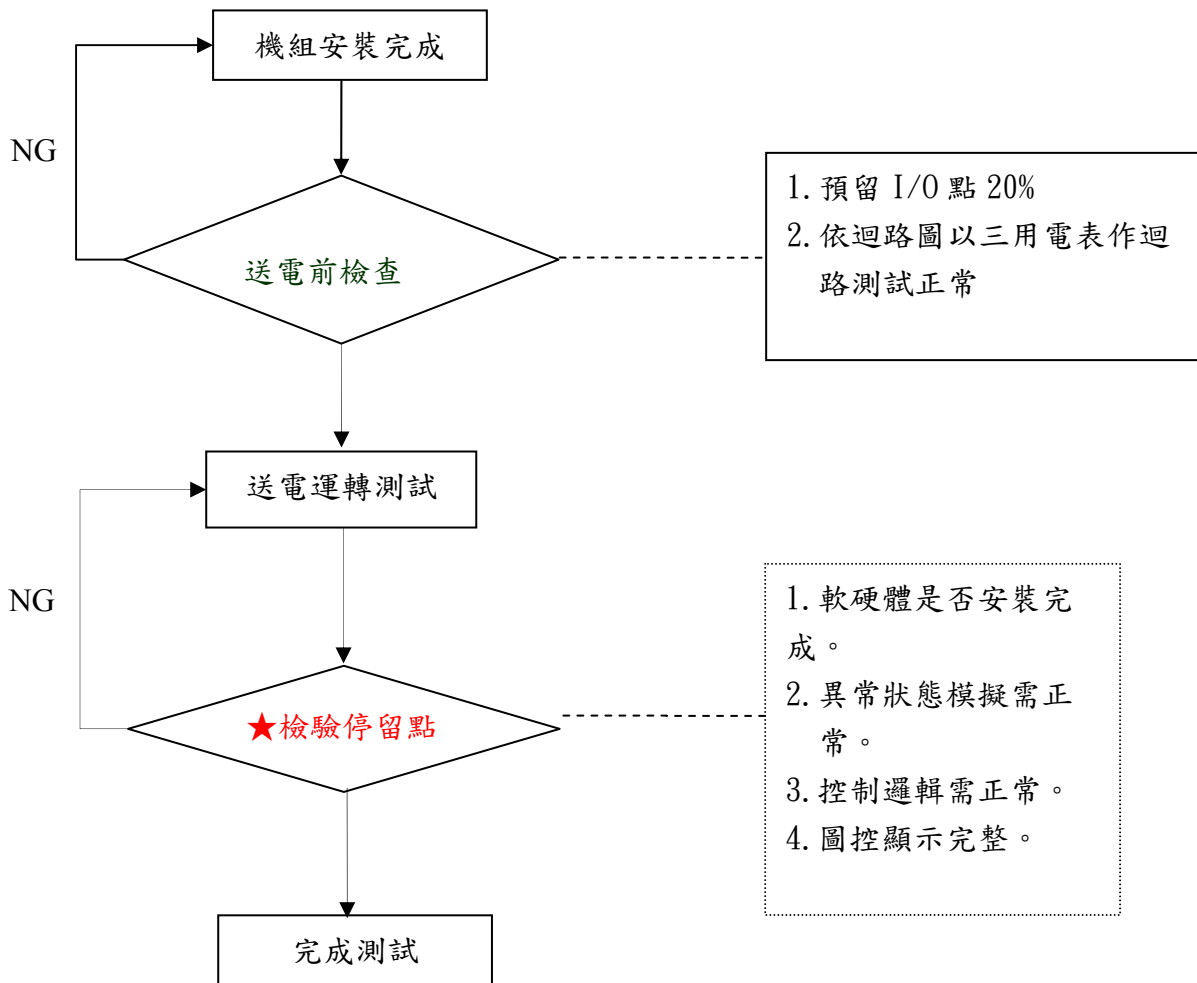 機組安裝完成
NG
1. 預留 I/O 點 20%
2. 依迴路圖以三用電表作迴
路測試正常
送電前檢查
送電運轉測試
NG
1. 軟硬體是否安裝完
成。
2. 異常狀態模擬需正
常。
3. 控制邏輯需正常。
4. 圖控顯示完整。
★檢驗停留點
完成測試